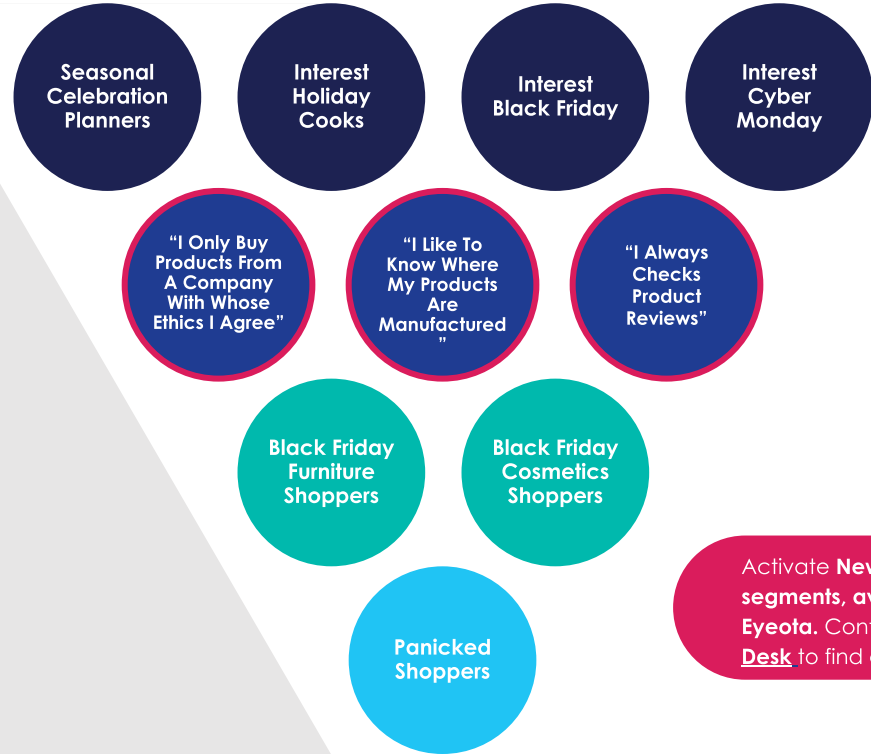 Seasonal
Celebration
Planners
Interest
Holiday
Cooks
Interest
Black Friday
Interest
Cyber
Monday
“I Only Buy
Products From
A Company
With Whose
Ethics I Agree”
“I Like To
Know Where
My Products
Are
Manufactured
”
“I Always
Checks
Product
Reviews”
Black Friday
Furniture
Shoppers
Black Friday
Cosmetics
Shoppers
Panicked
Shoppers
Activate
segments,
Eyeota.
Desk to find